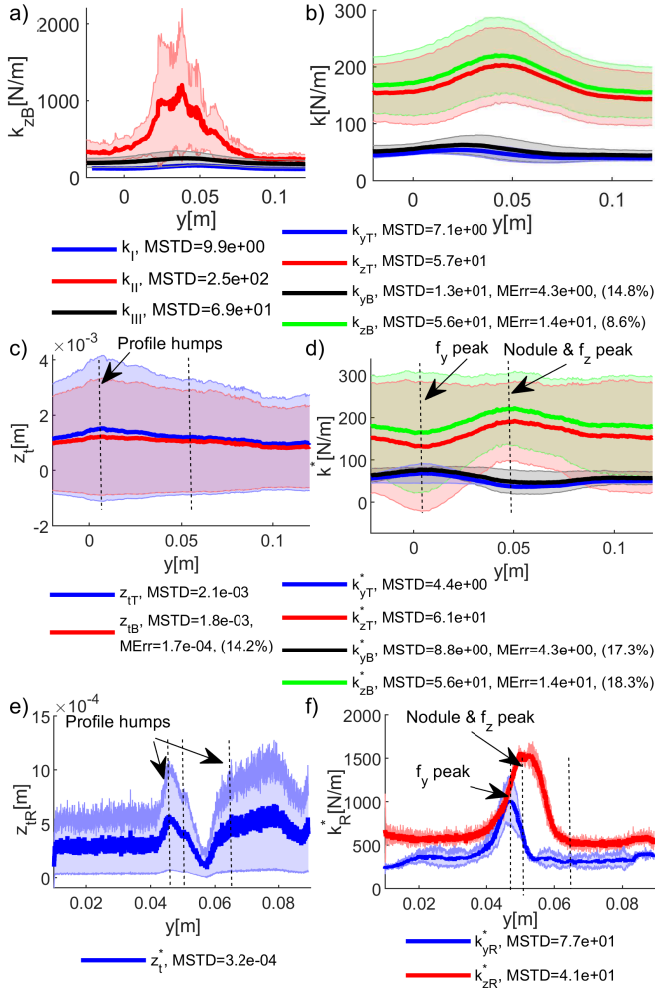 a)
b)
k_zB[N/m]
2000
1000
0
0
0.05
0.1
y[m]
k[N/m]
300
200
100
0
0
0.05
0.1
y[m]
k_I, MSTD=9.9e+00
k_II, MSTD=2.5e+02
k_III, MSTD=6.9e+01
k_yT, MSTD=7.1e+00
k_zT, MSTD=5.7e+01
k_yB, MSTD=1.3e+01, MErr=4.3e+00, (14.8%)
k_zB, MSTD=5.6e+01, MErr=1.4e+01, (8.6%)
c)
×10^-3
Profile humps
z_t[m]
4
2
0
-2
0
0.05
0.1
y[m]
d)
f_y peak
Nodule & f_z peak
k^*[N/m]
300
200
100
0
0
0.05
0.1
y[m]
z_tT, MSTD=2.1e-03
z_tB, MSTD=1.8e-03,
MErr=1.7e-04, (14.2%)
k^*_yT, MSTD=4.4e+00
k^*_zT, MSTD=6.1e+01
k^*_yB, MSTD=8.8e+00, MErr=4.3e+00, (17.3%)
k^*_zB, MSTD=5.6e+01, MErr=1.4e+01, (18.3%)
e)
×10^-4
Profile humps
z_tR[m]
15
10
5
0
0.02
0.04
0.06
0.08
y[m]
f)
Nodule & f_z peak
f_y peak
k^*_R[N/m]
2000
1500
1000
500
0
0.02
0.04
0.06
0.08
y[m]
z^*_t, MSTD=3.2e-04
k^*_yR, MSTD=7.7e+01
k^*_zR, MSTD=4.1e+01